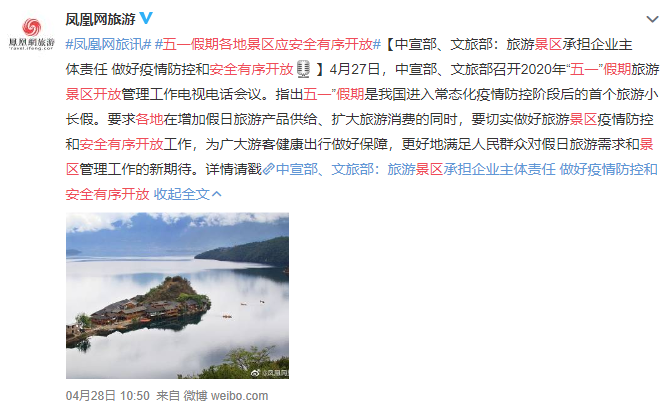 凤凰网旅游
凤凰網旅游
travel.ifeng.com
#凤凰网旅讯# #五一假期各地景区应安全有序开放#【中宣部、文旅部：旅游景区承担企业主
体责任 做好疫情防控和安全有序开放】4月27日，中宣部、文旅部召开2020年“五一”假期旅游
景区开放管理工作电视电话会议。指出五一”假期是我国进入常态化疫情防控阶段后的首个旅游小
长假。要求各地在增加假日旅游产品供给、扩大旅游消费的同时，要切实做好旅游景区疫情防控
和安全有序开放工作，为广大游客健康出行做好保障，更好地满足人民群众对假日旅游需求和景
区管理工作的新期待。详情请戳中宣部、文旅部：旅游景区承担企业主体责任 做好疫情防控和
安全有序开放 收起全文
@凤凰网
04月28日 10:50 来自 微博 weibo.com